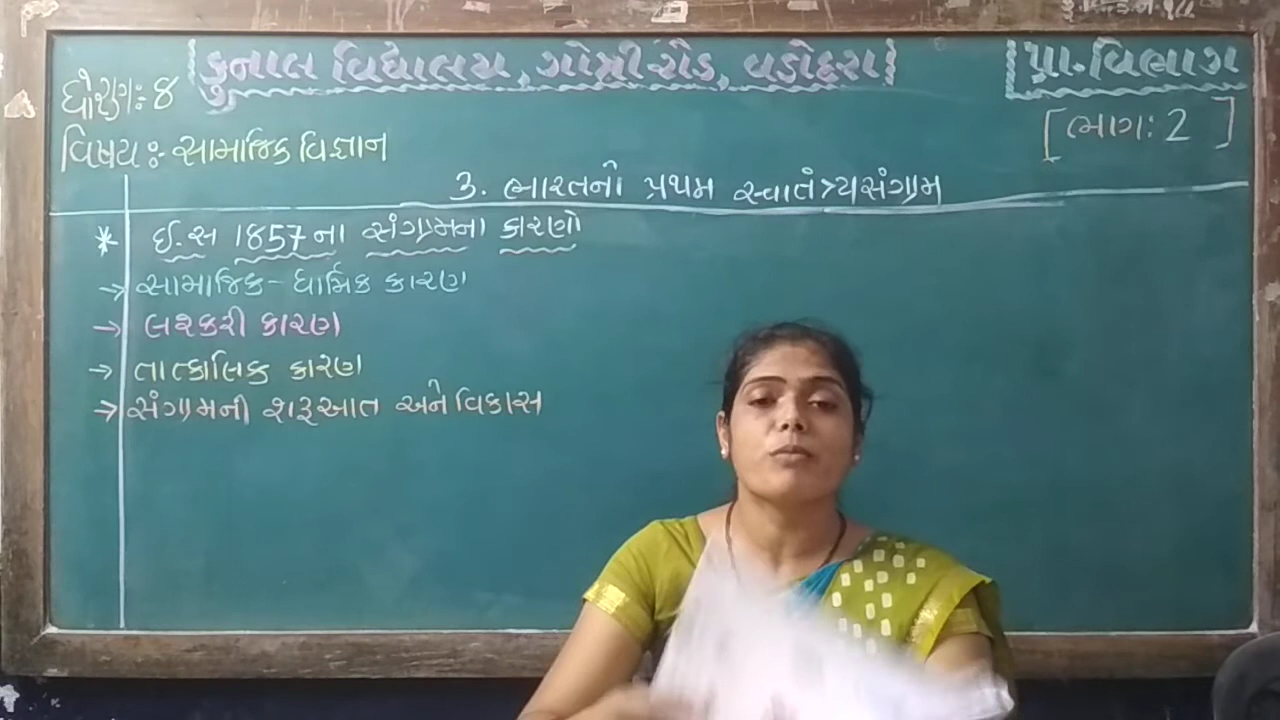 કુનાલ વિદ્યાલય, ગોત્રી રોડ, વડોદરા
પ્રા. વિભાગ
ધોરણ: 8
[ભાગ: 2]
વિષય:- સામાજિક વિજ્ઞાન
3. ભારતનો પ્રથમ સ્વાતંત્ર્યસંગ્રામ
* ઈ.સ 1857ના સંગ્રામના કારણો
→ સામાજિક - ધાર્મિક કારણ
→ લશ્કરી કારણ
→ તાત્કાલિક કારણ
→ સંગ્રામની શરૂઆત અને વિકાસ